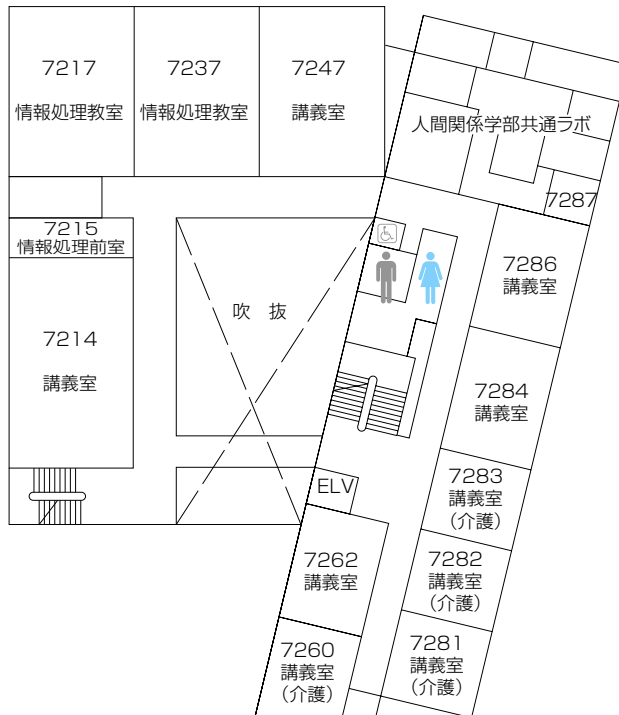 7217
情報処理教室
7237
情報処理教室
7247
講義室
人間関係学部共通ラボ
7287
7215
情報処理前室
7286
講義室
吹 抜
7214
講義室
7284
講義室
7283
講義室
（介護）
ELV
7262
講義室
7282
講義室
（介護）
7260
講義室
（介護）
7281
講義室
（介護）